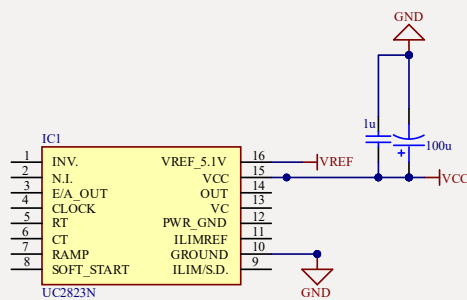 GND
1u
100u
+
IC1
1 INV. VREF_5.1V 16 VREF
2 N.I. VCC 15 VCC
3 E/A_OUT OUT 14
4 CLOCK VC 13
5 RT PWR_GND 12
6 CT ILIMREF 11
7 RAMP GROUND 10
8 SOFT_START ILIM/S.D. 9
UC2823N
GND